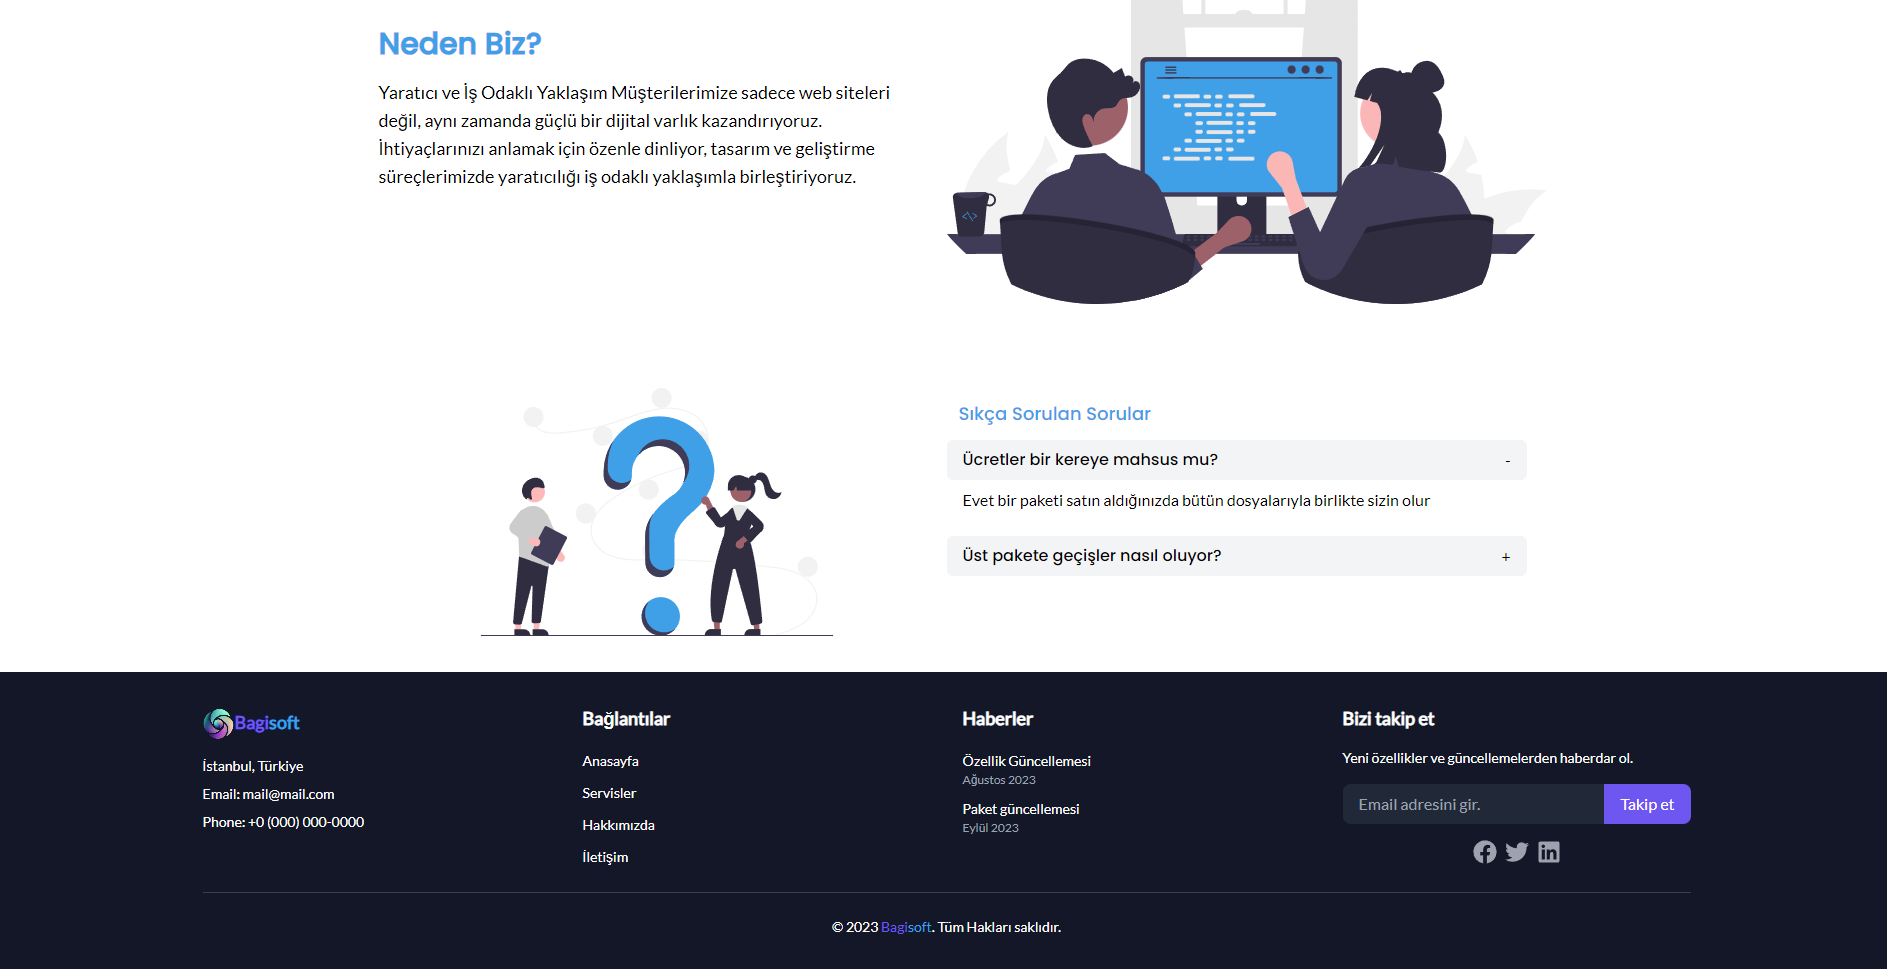 Neden Biz?
Yaratıcı ve İş Odaklı Yaklaşım Müşterilerimize sadece web siteleri
değil, aynı zamanda güçlü bir dijital varlık kazandırıyoruz.
İhtiyaçlarınızı anlamak için özenle dinliyor, tasarım ve geliştirme
süreçlerimizde yaratıcılığı iş odaklı yaklaşımla birleştiriyoruz.
Sıkça Sorulan Sorular
Ücretler bir kereye mahsus mu? -
Evet bir paketi satın aldığınızda bütün dosyalarıyla birlikte sizin olur
Üst pakete geçişler nasıl oluyor? +
Bagisoft
İstanbul, Türkiye
Email: mail@mail.com
Phone: +0 (000) 000-0000
Bağlantılar
Anasayfa
Servisler
Hakkımızda
İletişim
Haberler
Özellik Güncellemesi
Ağustos 2023
Paket güncellemesi
Eylül 2023
Bizi takip et
Yeni özellikler ve güncellemelerden haberdar ol.
Email adresini gir. Takip et
© 2023 Bagisoft. Tüm Hakları saklıdır.